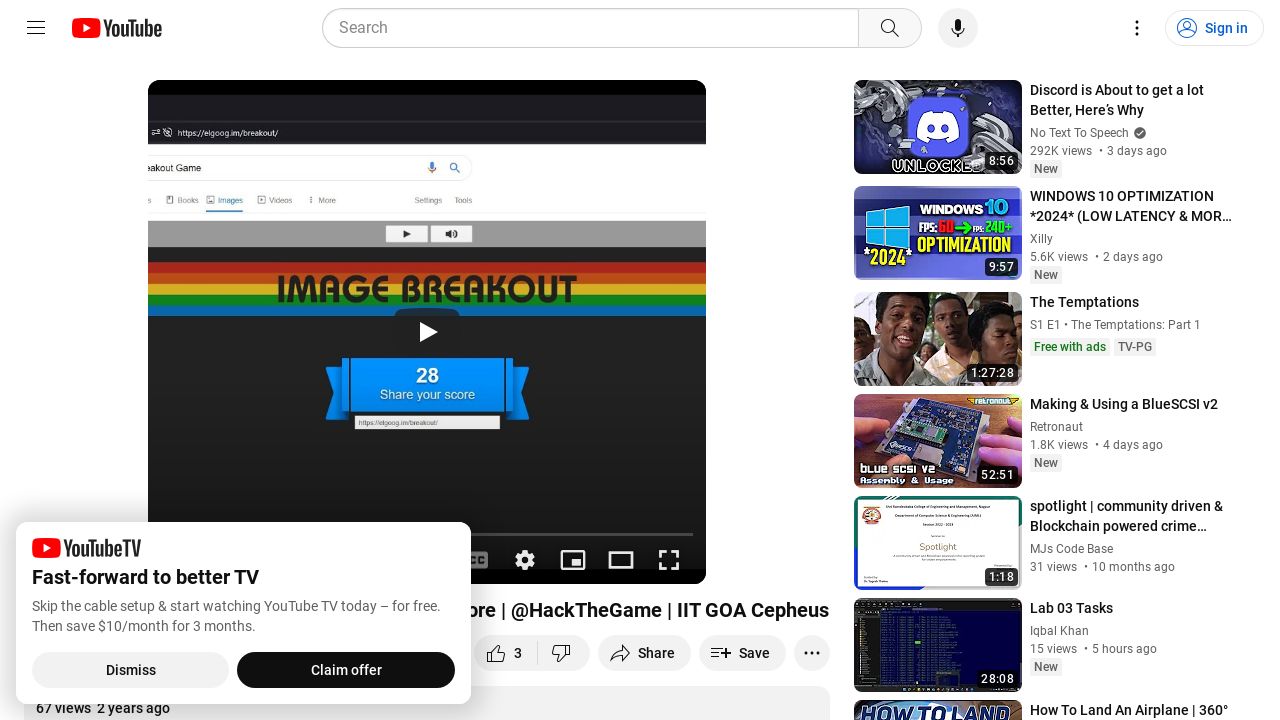 YouTube
Search
Sign in
https://elgoog.im/breakout/
eakout Game
Books
Images
Videos
More
Settings
Tools
IMAGE BREAKOUT
28
Share your score
https://elgoog.im/breakout/
ore | @HackTheGame | IIT GOA Cepheus
3
Share
Save
67 views 2 years ago
YouTubeTV
Fast-forward to better TV
Skip the cable setup & start watching YouTube TV today – for free.
Then save $10/month for 3 months.
Dismiss
Claim offer
UNLOCKED
8:56
Discord is About to get a lot
Better, Here’s Why
No Text To Speech
292K views • 3 days ago
New
WINDOWS 10
FPS: 60 → FPS: 240+
OPTIMIZATION
*2024*
9:57
WINDOWS 10 OPTIMIZATION
*2024* (LOW LATENCY & MOR…
Xilly
5.6K views • 2 days ago
New
1:27:28
The Temptations
S1 E1 • The Temptations: Part 1
Free with ads
TV-PG
retronaut
BLUE SCSI V2
Assembly & Usage
52:51
Making & Using a BlueSCSI v2
Retronaut
1.8K views • 4 days ago
New
Spotlight
1:18
spotlight | community driven &
Blockchain powered crime…
MJs Code Base
31 views • 10 months ago
28:08
Lab 03 Tasks
Iqbal Khan
15 views • 5 hours ago
New
HOW TO LAND
How To Land An Airplane | 360°